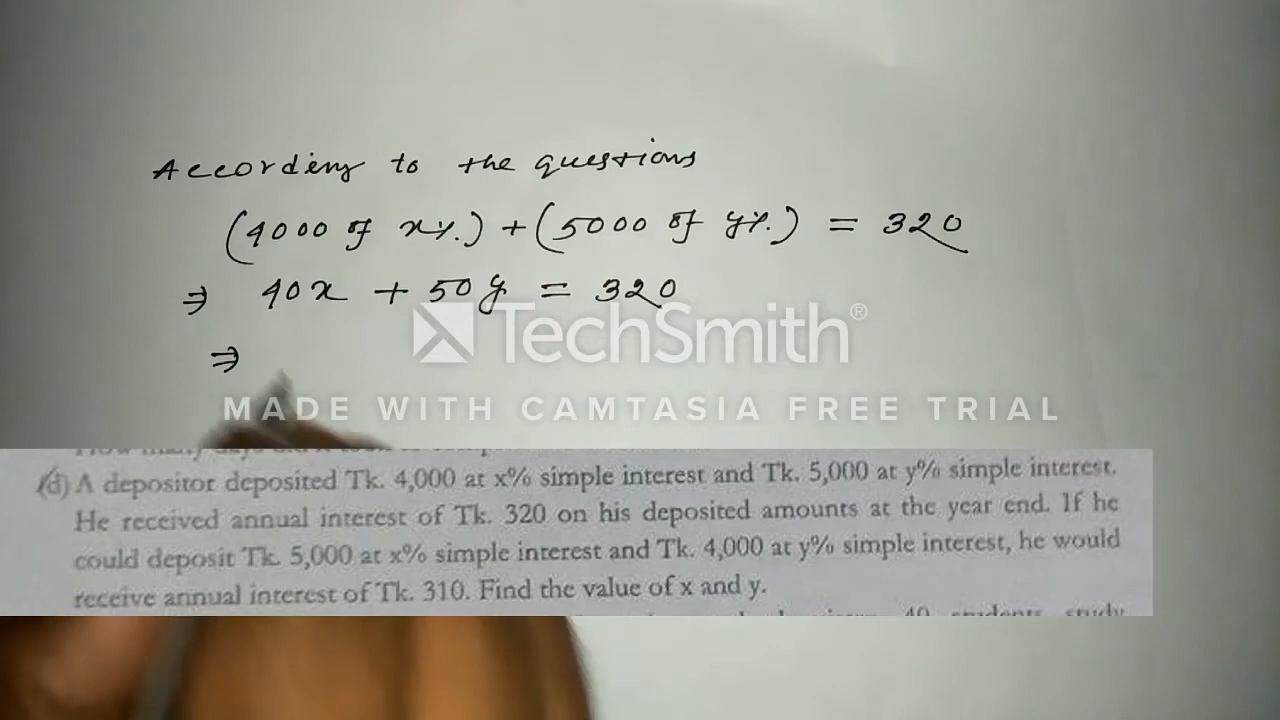 According to the questions
(4000 of x%) + (5000 of y%) = 320
⇒ 40x + 50y = 320
⇒
TechSmith®
MADE WITH CAMTASIA FREE TRIAL
(d) A depositor deposited Tk. 4,000 at x% simple interest and Tk. 5,000 at y% simple interest.
He received annual interest of Tk. 320 on his deposited amounts at the year end. If he
could deposit Tk. 5,000 at x% simple interest and Tk. 4,000 at y% simple interest, he would
receive annual interest of Tk. 310. Find the value of x and y.
40 students study